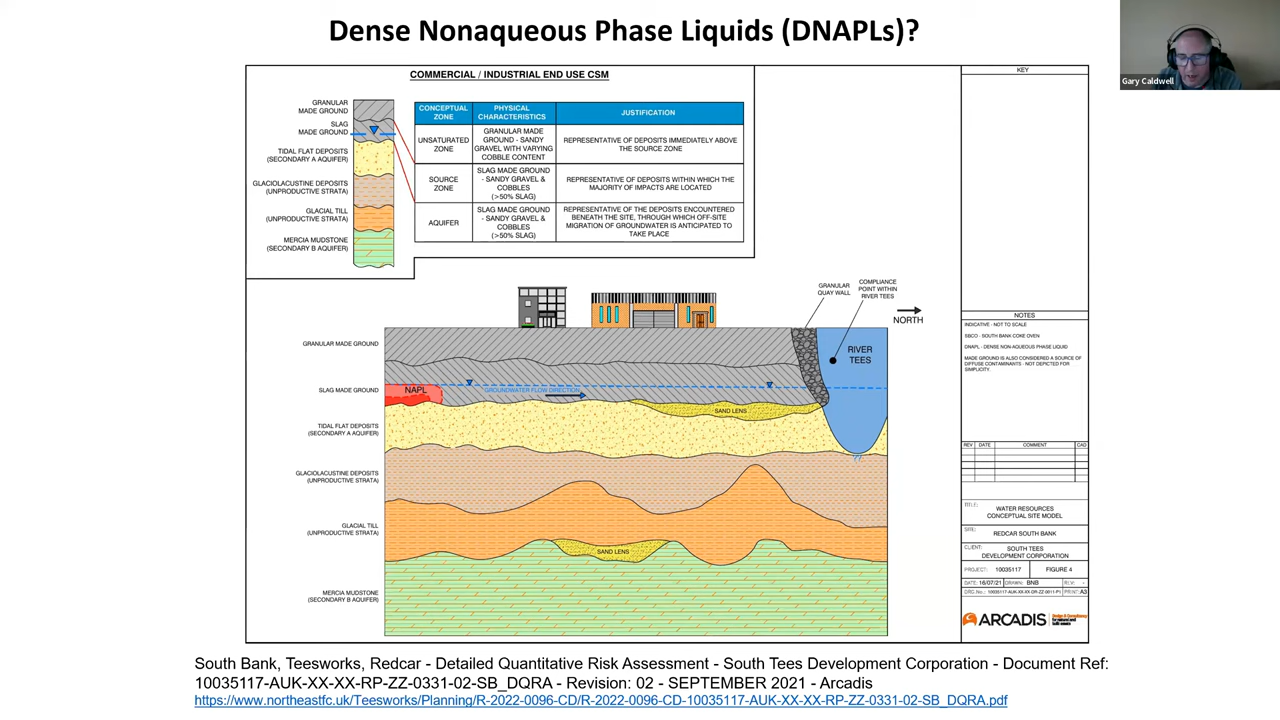 Dense Nonaqueous Phase Liquids (DNAPLs)?
Gary Caldwell
COMMERCIAL / INDUSTRIAL END USE CSM
GRANULAR
MADE GROUND
SLAG
MADE GROUND
TIDAL FLAT DEPOSITS
(SECONDARY A AQUIFER)
GLACIOLACUSTINE DEPOSITS
(UNPRODUCTIVE STRATA)
GLACIAL TILL
(UNPRODUCTIVE STRATA)
MERCIA MUDSTONE
(SECONDARY B AQUIFER)
CONCEPTUAL
ZONE
PHYSICAL
CHARACTERISTICS
JUSTIFICATION
UNSATURATED
ZONE
GRANULAR MADE
GROUND - SANDY
GRAVEL WITH VARYING
COBBLE CONTENT
REPRESENTATIVE OF DEPOSITS IMMEDIATELY ABOVE
THE SOURCE ZONE
SOURCE
ZONE
SLAG MADE GROUND
- SANDY GRAVEL &
COBBLES
(>50% SLAG)
REPRESENTATIVE OF DEPOSITS WITHIN WHICH THE
MAJORITY OF IMPACTS ARE LOCATED
AQUIFER
SLAG MADE GROUND
- SANDY GRAVEL &
COBBLES
(>50% SLAG)
REPRESENTATIVE OF THE DEPOSITS ENCOUNTERED
BENEATH THE SITE, THROUGH WHICH OFF-SITE
MIGRATION OF GROUNDWATER IS ANTICIPATED TO
TAKE PLACE
GRANULAR
QUAY WALL
COMPLIANCE
POINT WITHIN
RIVER TEES
NORTH
GRANULAR MADE GROUND
RIVER
TEES
SLAG MADE GROUND
NAPL
GROUNDWATER FLOW DIRECTION
SAND LENS
TIDAL FLAT DEPOSITS
(SECONDARY A AQUIFER)
GLACIOLACUSTINE DEPOSITS
(UNPRODUCTIVE STRATA)
GLACIAL TILL
(UNPRODUCTIVE STRATA)
SAND LENS
MERCIA MUDSTONE
(SECONDARY B AQUIFER)
KEY
NOTES
INDICATIVE - NOT TO SCALE
SBCO - SOUTH BANK COKE OVEN
DNAPL - DENSE NON-AQUEOUS PHASE LIQUID
MADE GROUND IS ALSO CONSIDERED A SOURCE OF
DIFFUSE CONTAMINANTS - NOT DEPICTED FOR
SIMPLICITY.
REV DATE COMMENT CAD
TITLE:
WATER RESOURCES
CONCEPTUAL SITE MODEL
SITE:
REDCAR SOUTH BANK
CLIENT:
SOUTH TEES
DEVELOPMENT CORPORATION
PROJECT: 10035117 FIGURE 4
DATE: 16/07/21 DRAWN: BNB REV: -
DRG.No.: 10035117-AUK-XX-XX-DR-ZZ-0011-P1 PRINT: A3
ARCADIS Design & Consultancy
for natural and
built assets
South Bank, Teesworks, Redcar - Detailed Quantitative Risk Assessment - South Tees Development Corporation - Document Ref:
10035117-AUK-XX-XX-RP-ZZ-0331-02-SB_DQRA - Revision: 02 - SEPTEMBER 2021 - Arcadis
https://www.northeastfc.uk/Teesworks/Planning/R-2022-0096-CD/R-2022-0096-CD-10035117-AUK-XX-XX-RP-ZZ-0331-02-SB_DQRA.pdf